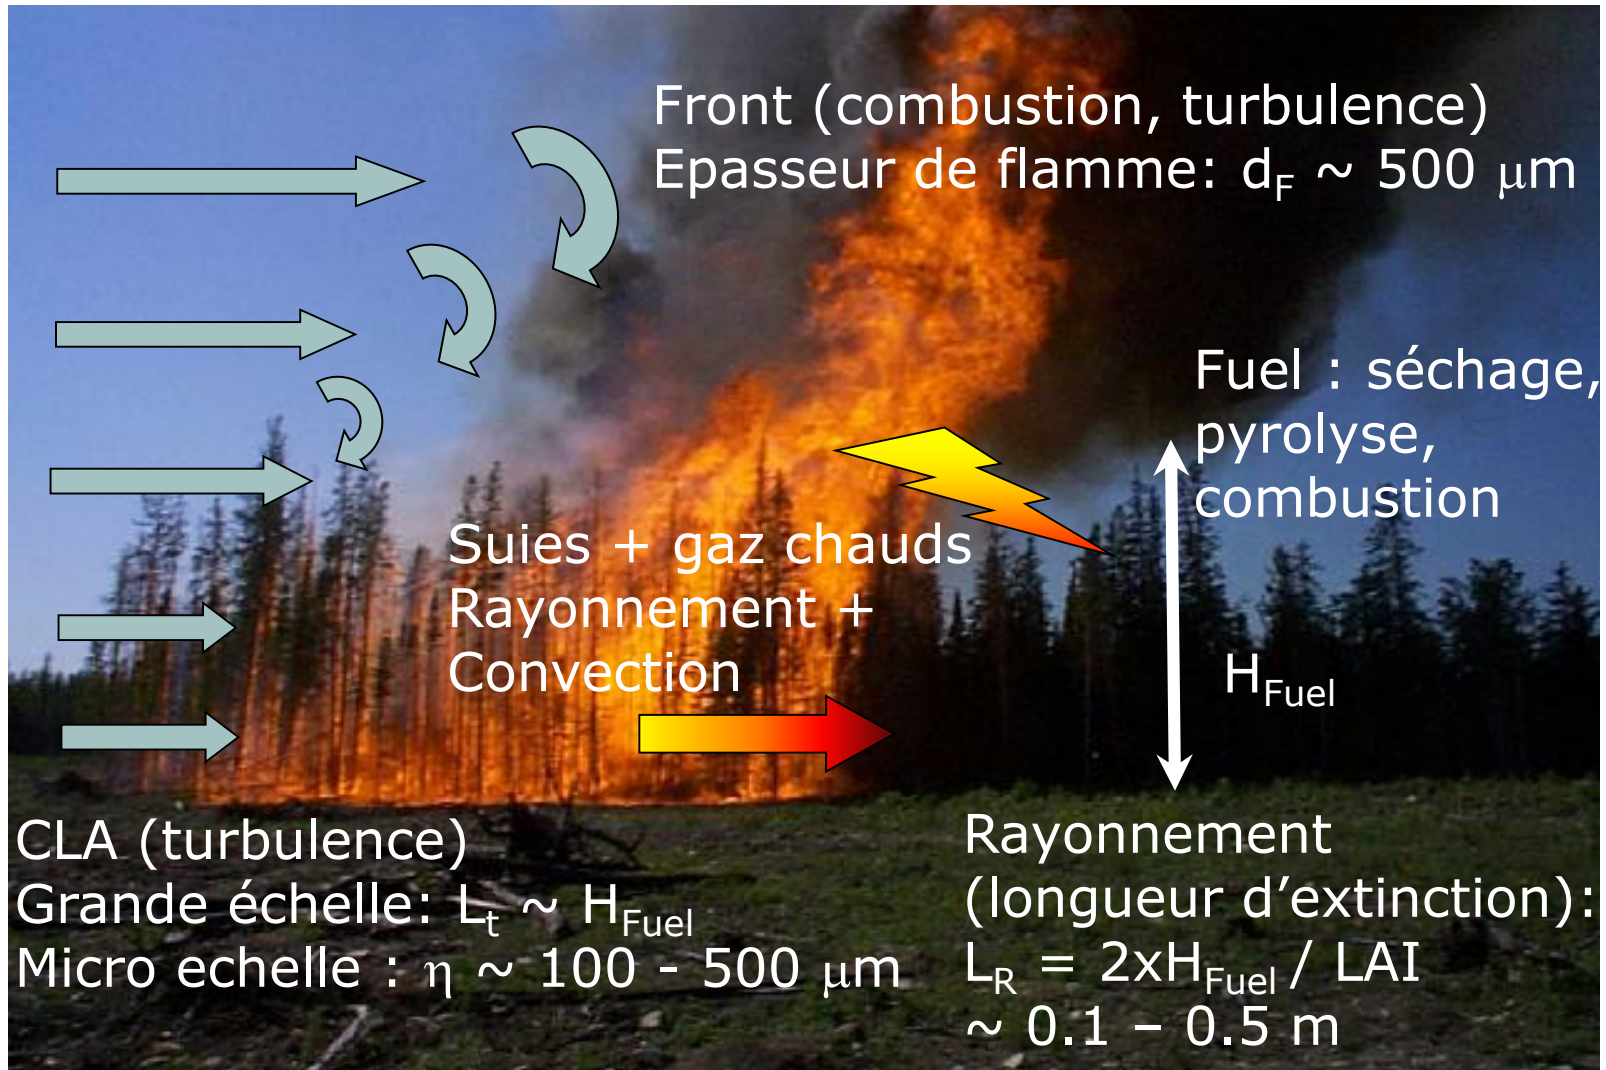 Front (combustion, turbulence)
Epasseur de flamme: dF ~ 500 μm
Fuel : séchage,
pyrolyse,
combustion
Suies + gaz chauds
Rayonnement +
Convection
HFuel
CLA (turbulence)
Grande échelle: Lt ~ HFuel
Micro echelle : η ~ 100 - 500 μm
Rayonnement
(longueur d’extinction):
LR = 2xHFuel / LAI
~ 0.1 – 0.5 m